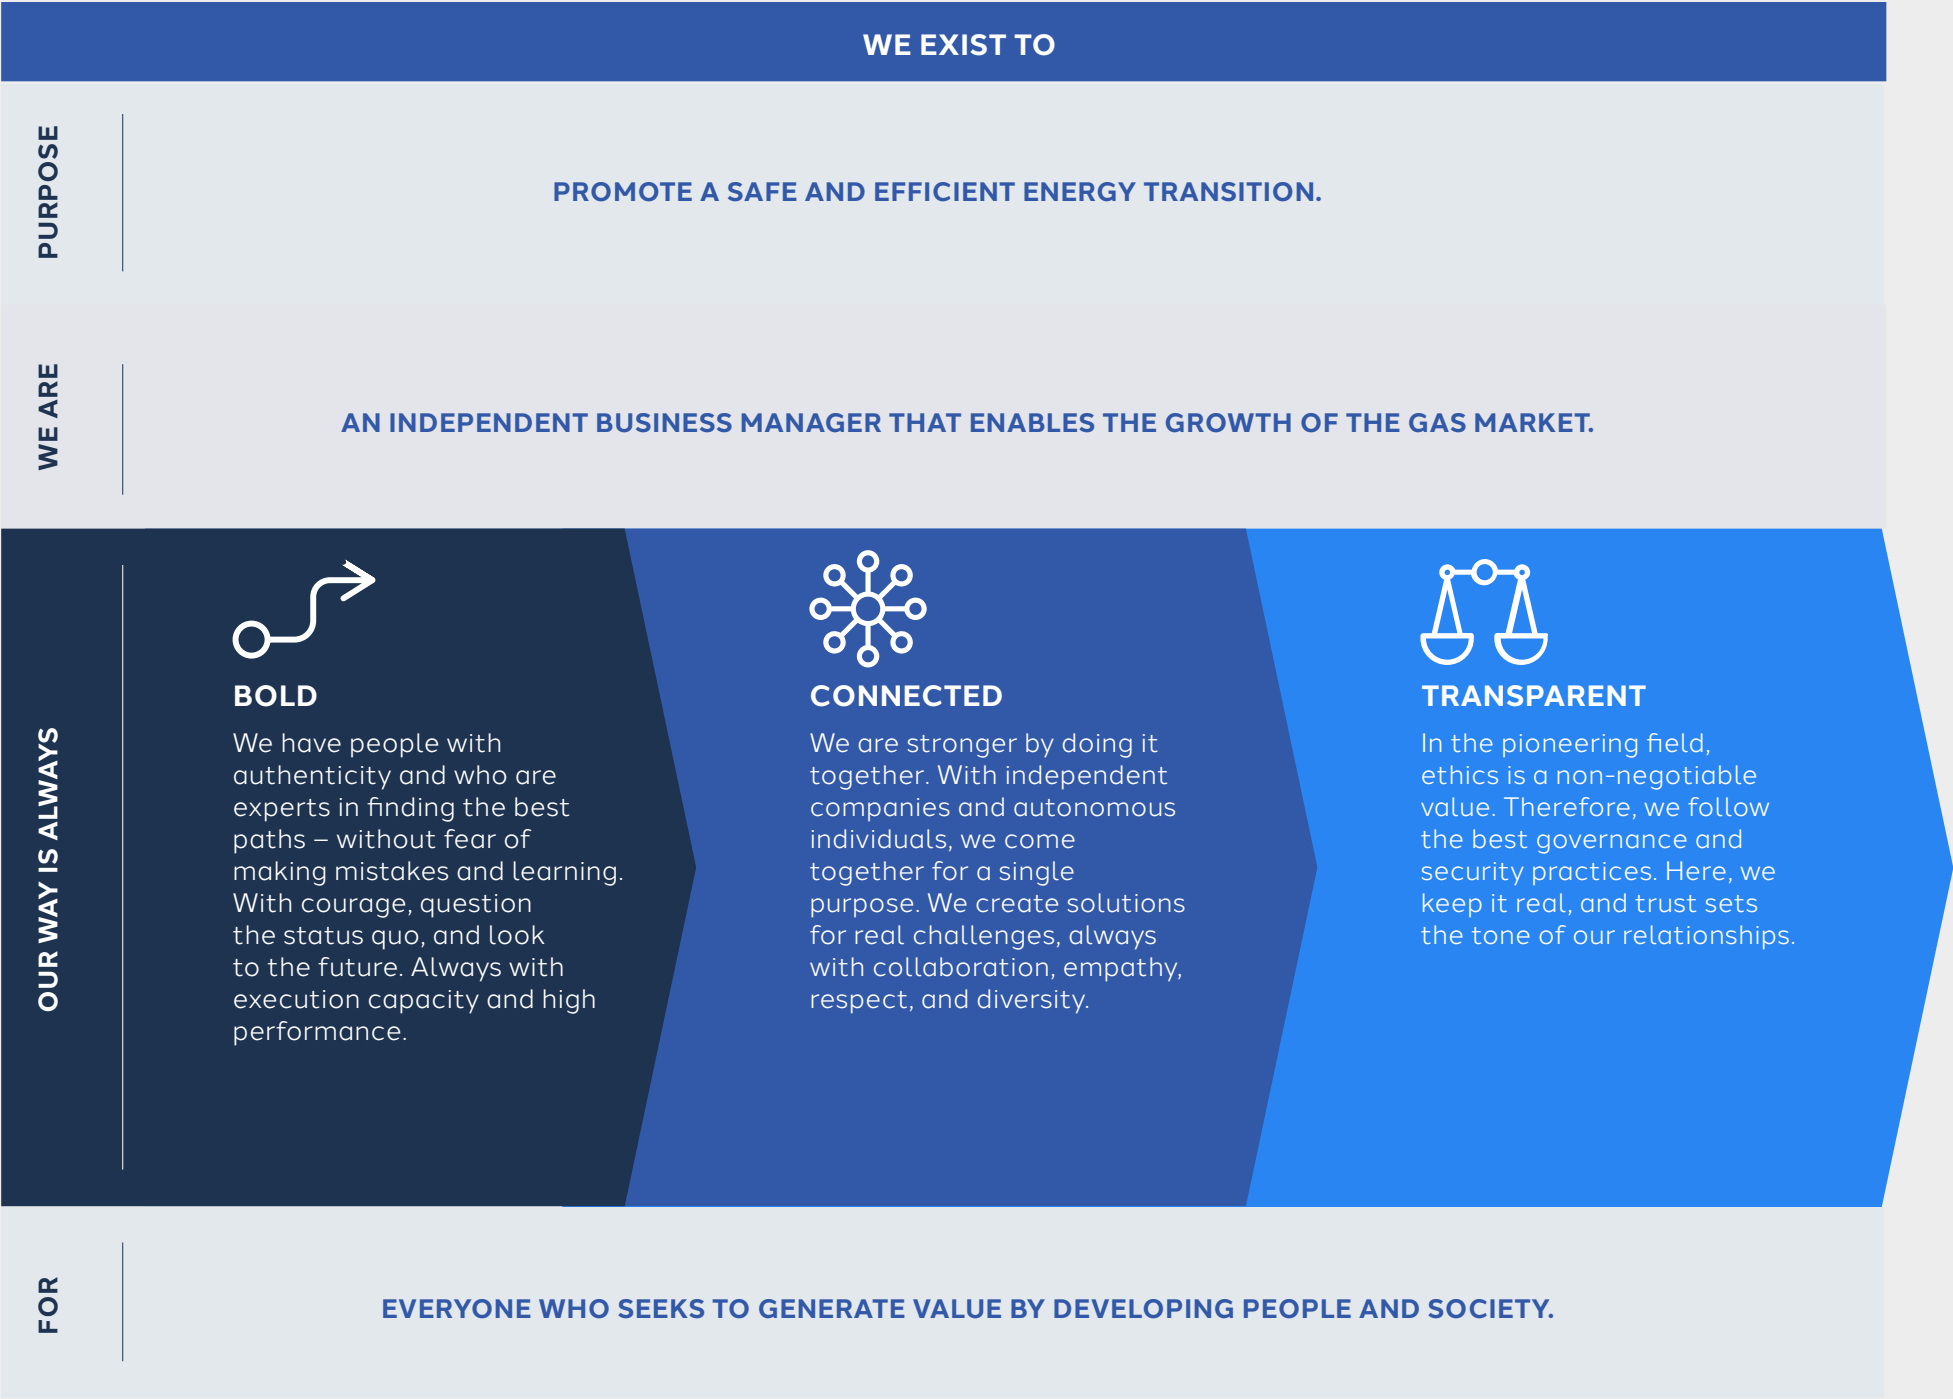 WE EXIST TO
PURPOSE
PROMOTE A SAFE AND EFFICIENT ENERGY TRANSITION.
WE ARE
AN INDEPENDENT BUSINESS MANAGER THAT ENABLES THE GROWTH OF THE GAS MARKET.
OUR WAY IS ALWAYS
BOLD
We have people with
authenticity and who are
experts in finding the best
paths – without fear of
making mistakes and learning.
With courage, question
the status quo, and look
to the future. Always with
execution capacity and high
performance.
CONNECTED
We are stronger by doing it
together. With independent
companies and autonomous
individuals, we come
together for a single
purpose. We create solutions
for real challenges, always
with collaboration, empathy,
respect, and diversity.
TRANSPARENT
In the pioneering field,
ethics is a non-negotiable
value. Therefore, we follow
the best governance and
security practices. Here, we
keep it real, and trust sets
the tone of our relationships.
FOR
EVERYONE WHO SEEKS TO GENERATE VALUE BY DEVELOPING PEOPLE AND SOCIETY.